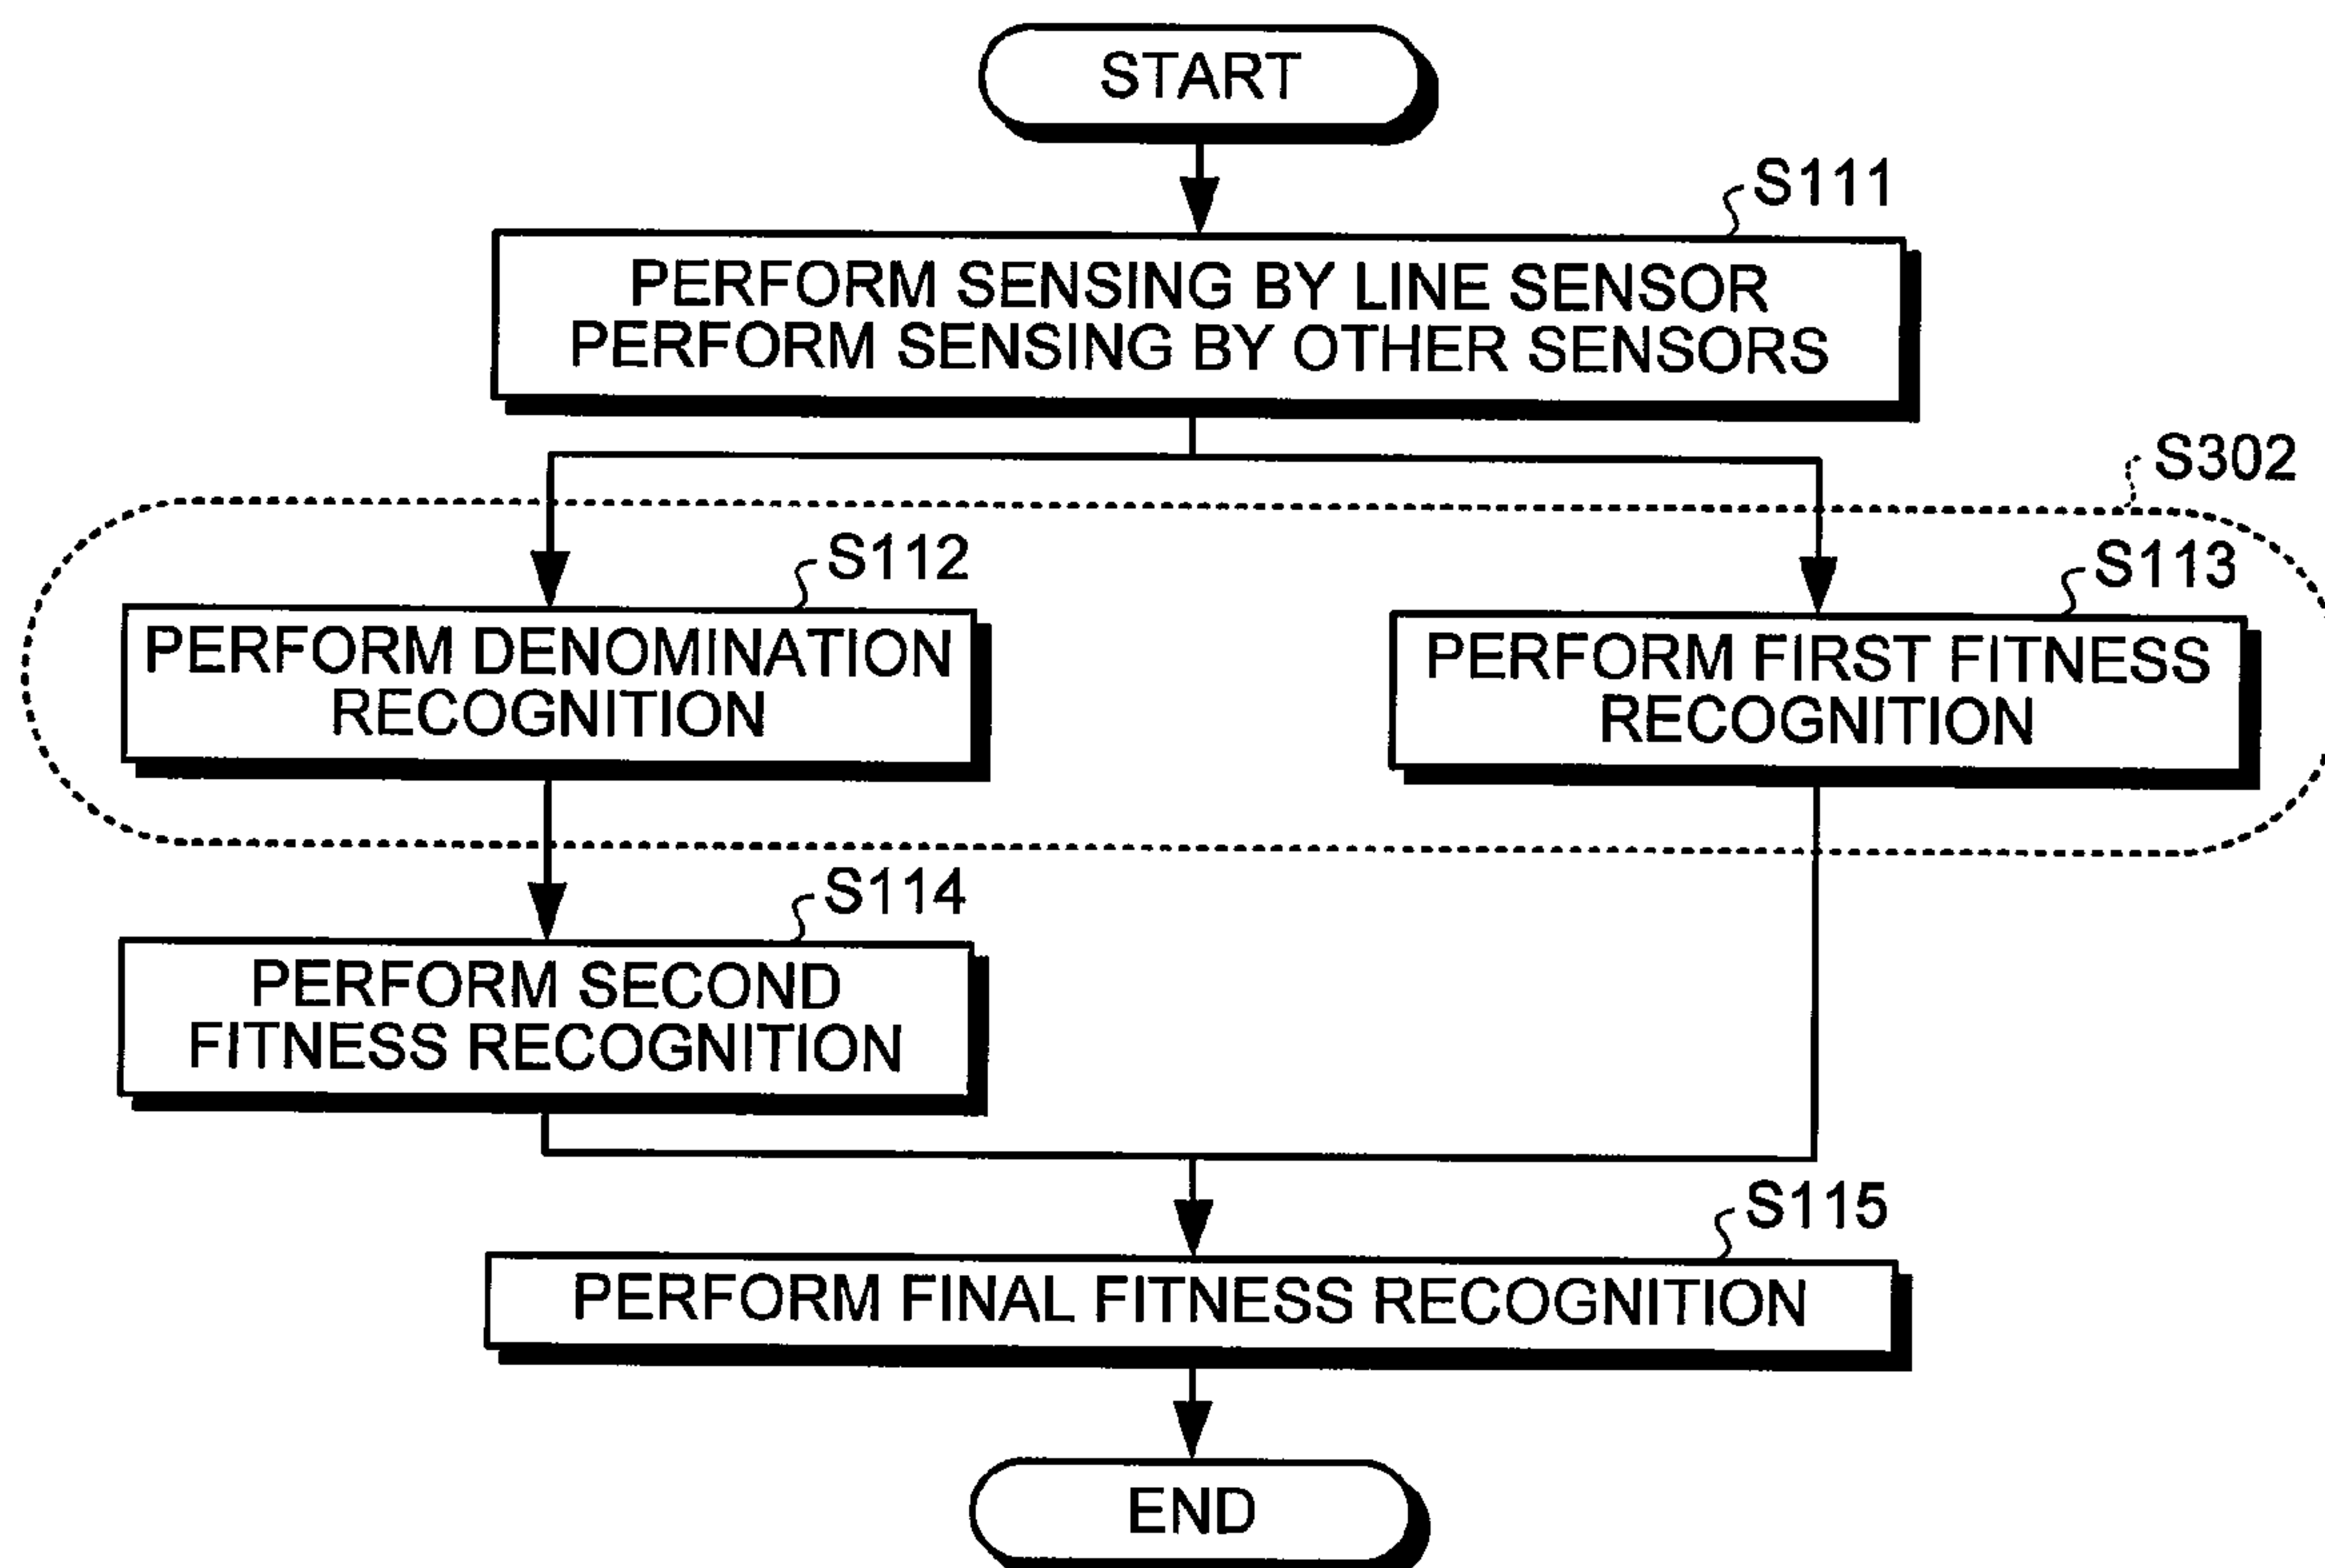 START
S111
PERFORM SENSING BY LINE SENSOR
PERFORM SENSING BY OTHER SENSORS
S302
S112
PERFORM DENOMINATION
RECOGNITION
S113
PERFORM FIRST FITNESS
RECOGNITION
S114
PERFORM SECOND
FITNESS RECOGNITION
S115
PERFORM FINAL FITNESS RECOGNITION
END